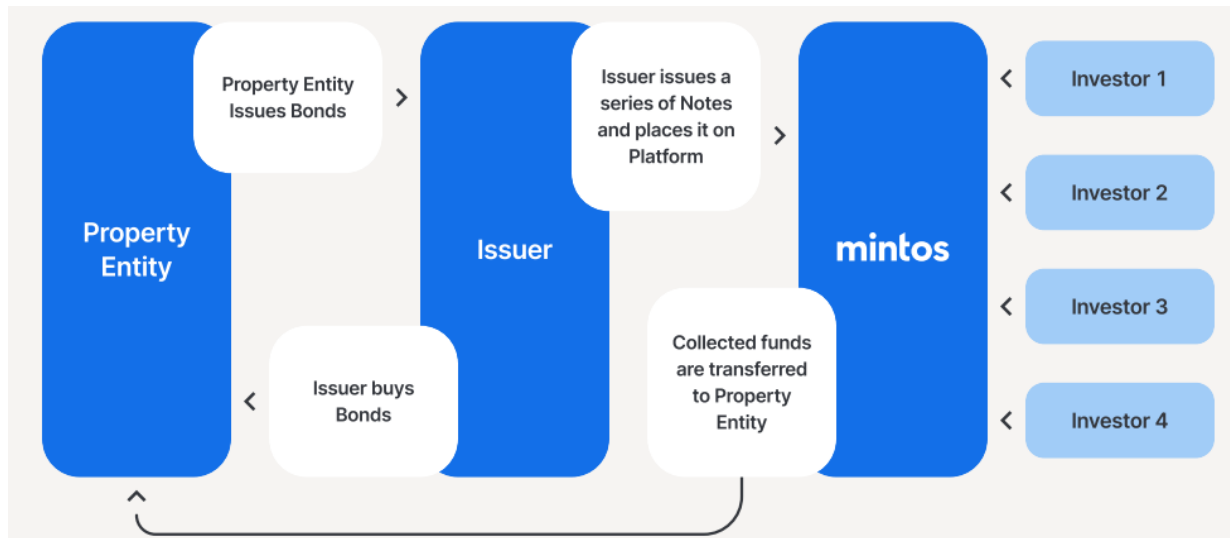 Property Entity
Issues Bonds
Issuer issues a
series of Notes
and places it on
Platform
Property
Entity
Issuer
mintos
Issuer buys
Bonds
Collected funds
are transferred
to Property
Entity
Investor 1
Investor 2
Investor 3
Investor 4